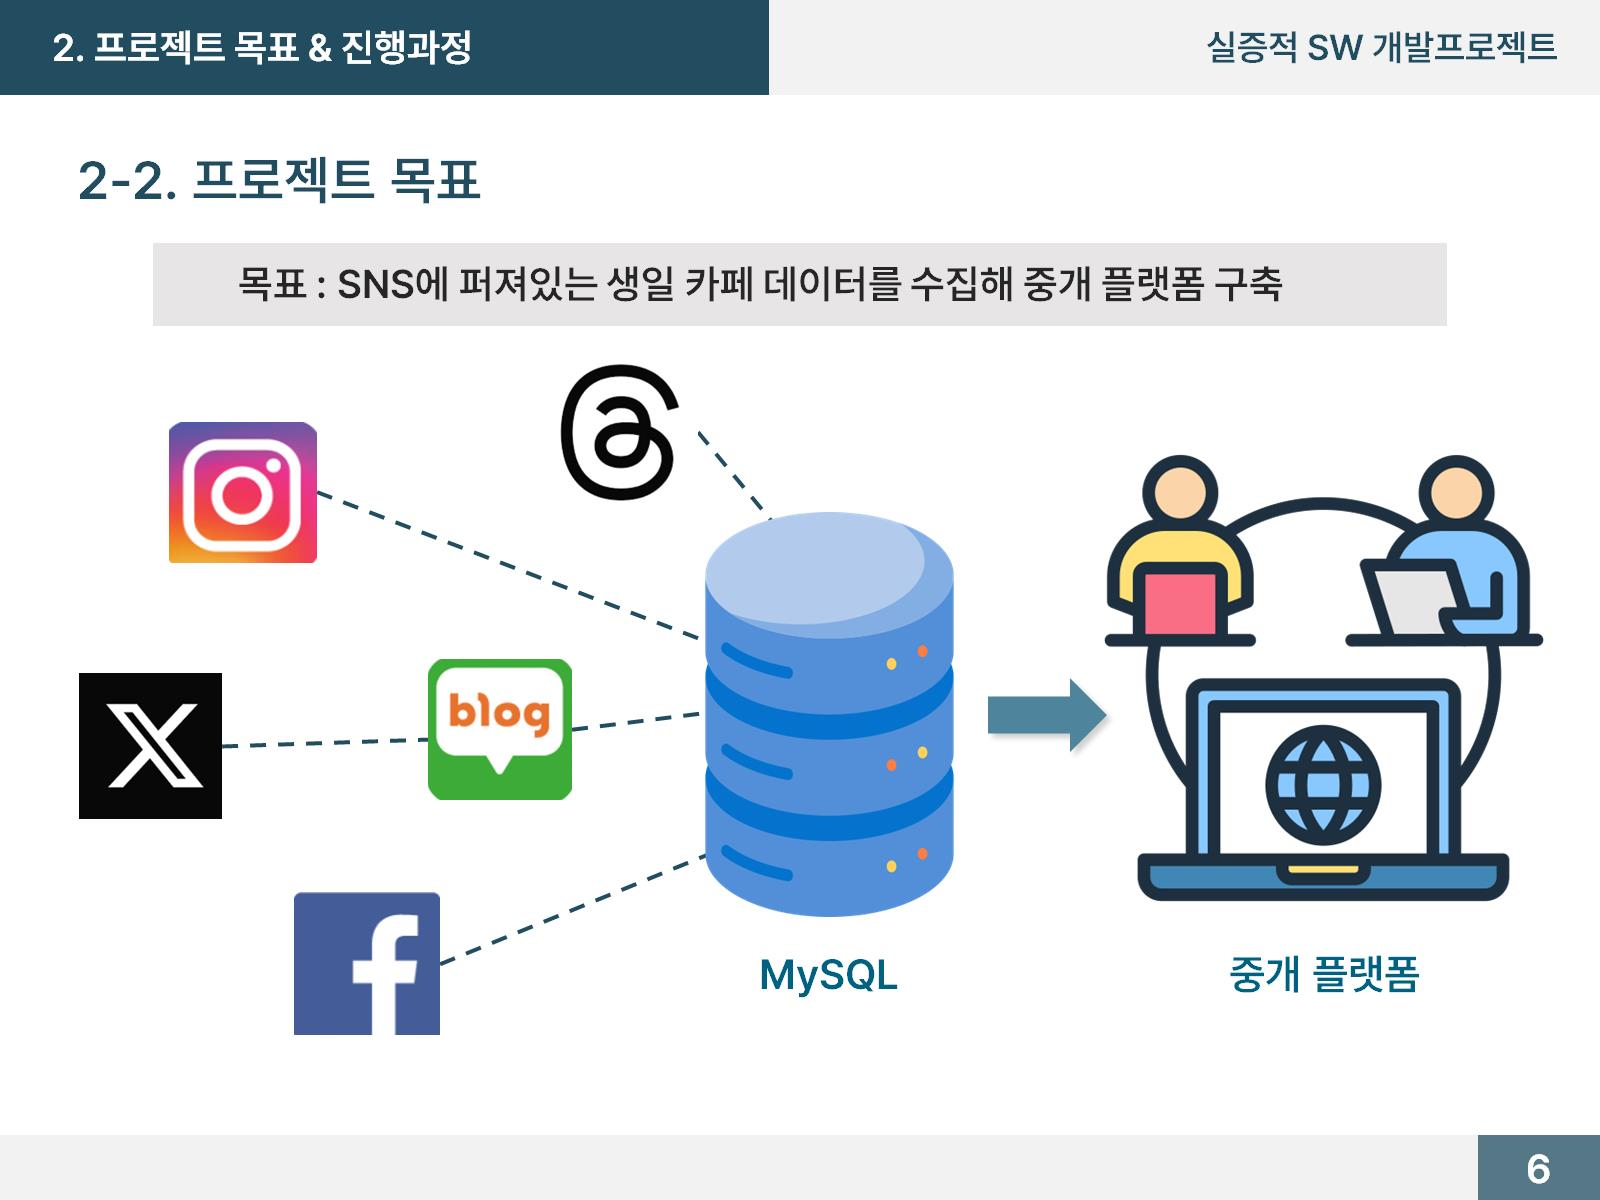 2. 프로젝트 목표 & 진행과정
실증적 SW 개발프로젝트
2-2. 프로젝트 목표
목표 : SNS에 퍼져있는 생일 카페 데이터를 수집해 중개 플랫폼 구축
blog
MySQL
중개 플랫폼
6